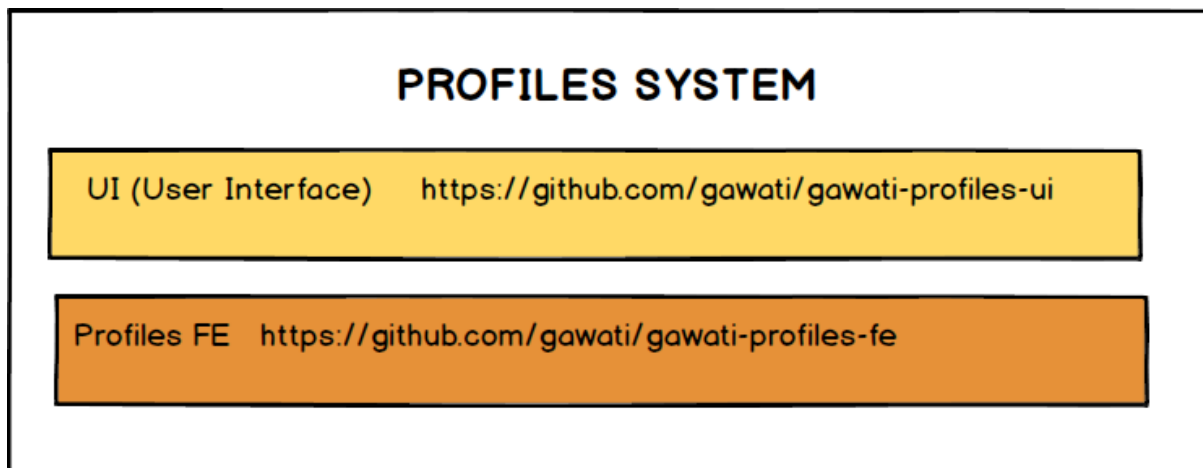 PROFILES SYSTEM
UI (User Interface) https://github.com/gawati/gawati-profiles-ui
Profiles FE https://github.com/gawati/gawati-profiles-fe